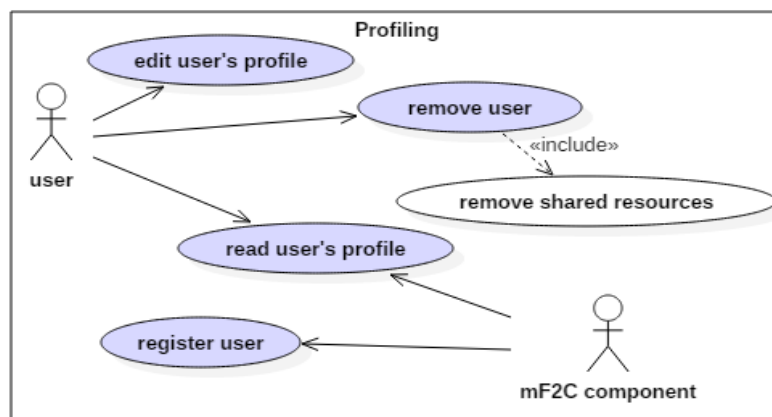 Profiling
edit user's profile
remove user
«include»
user
remove shared resources
read user's profile
register user
mF2C component